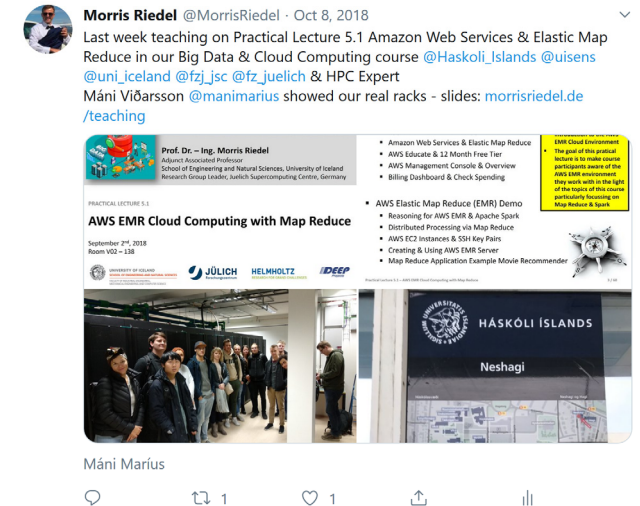 Morris Riedel @MorrisRiedel · Oct 8, 2018
Last week teaching on Practical Lecture 5.1 Amazon Web Services & Elastic Map
Reduce in our Big Data & Cloud Computing course @Haskoli_Islands @uisens
@uni_iceland @fzj_jsc @fz_juelich & HPC Expert
Máni Viðarsson @manimarius showed our real racks - slides: morrisriedel.de
/teaching
Prof. Dr. – Ing. Morris Riedel
Adjunct Associated Professor
School of Engineering and Natural Sciences, University of Iceland
Research Group Leader, Juelich Supercomputing Centre, Germany
PRACTICAL LECTURE 5.1
AWS EMR Cloud Computing with Map Reduce
September 2nd, 2018
Room V02 – 138
UNIVERSITY OF ICELAND
JÜLICH
Forschungszentrum
HELMHOLTZ
DEEP
• Amazon Web Services & Elastic Map Reduce
• AWS Educate & 12 Month Free Tier
• AWS Management Console & Overview
• Billing Dashboard & Check Spending
• AWS Elastic Map Reduce (EMR) Demo
• Reasoning for AWS EMR & Apache Spark
• Distributed Processing via Map Reduce
• AWS EC2 Instances & SSH Key Pairs
• Creating & Using AWS EMR Server
• Map Reduce Application Example Movie Recommender
Practical Lecture 5.1 – AWS EMR Cloud Computing with Map Reduce
EMR Cloud Environment
• The goal of this pratical
lecture is to make course
participants aware of the
AWS EMR environment
they work with in the light
of the topics of this course
particularly focussing on
Map Reduce & Spark
HÁSKÓLI ÍSLANDS
Neshagi
Máni Maríus
1
1